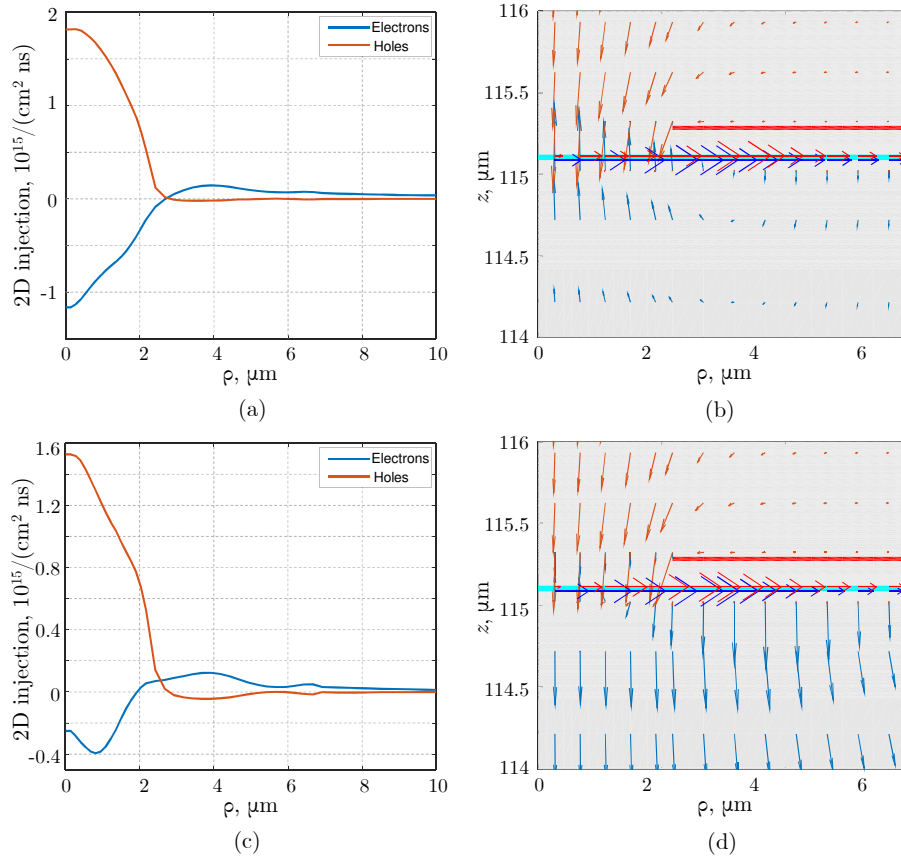 2
1
0
-1
2D injection, 10¹⁵/(cm² ns)
Electrons
Holes
0
2
4
6
8
10
ρ, μm
(a)
116
115.5
115
114.5
114
z, μm
0
2
4
6
ρ, μm
(b)
1.6
1.2
0.8
0.4
0
-0.4
2D injection, 10¹⁵/(cm² ns)
Electrons
Holes
0
2
4
6
8
10
ρ, μm
(c)
116
115.5
115
114.5
114
z, μm
0
2
4
6
ρ, μm
(d)